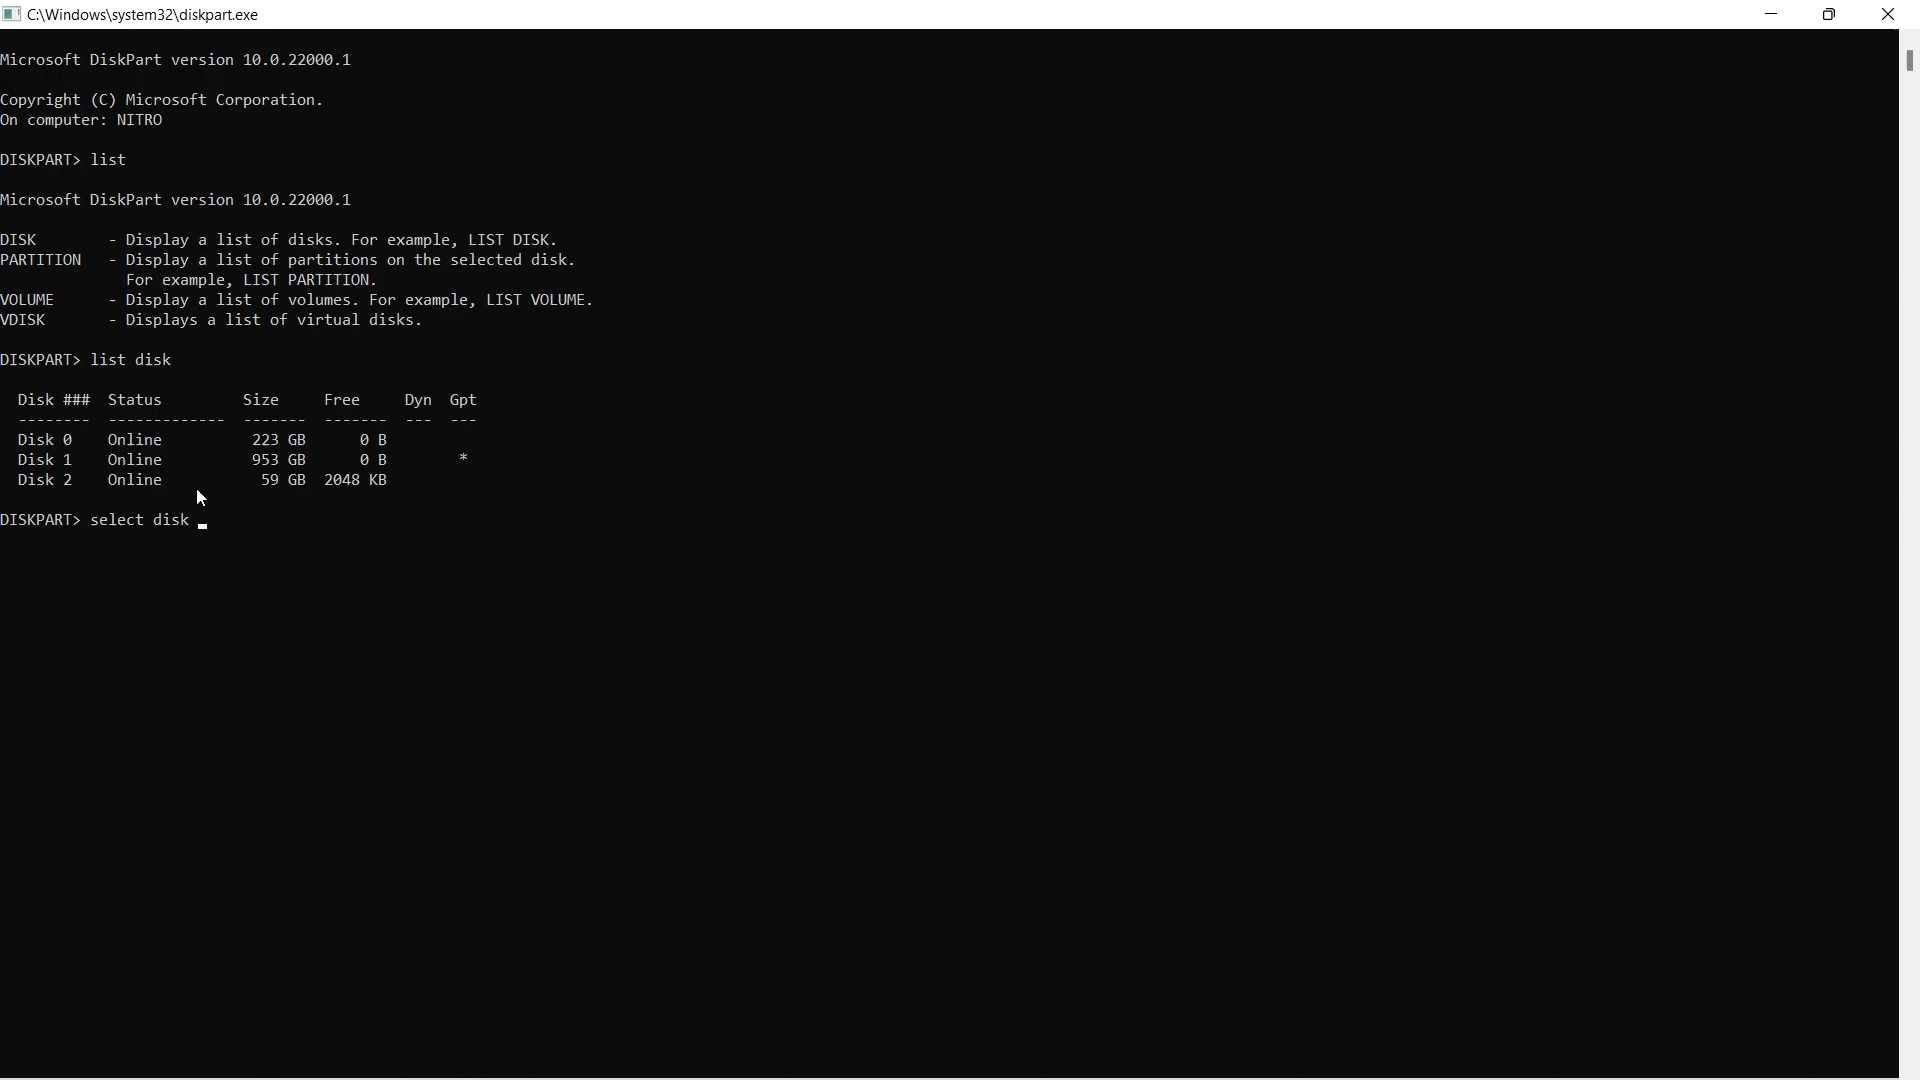 C:\Windows\system32\diskpart.exe
Microsoft DiskPart version 10.0.22000.1
Copyright (C) Microsoft Corporation.
On computer: NITRO
DISKPART> list
Microsoft DiskPart version 10.0.22000.1
DISK        - Display a list of disks. For example, LIST DISK.
PARTITION   - Display a list of partitions on the selected disk.
              For example, LIST PARTITION.
VOLUME      - Display a list of volumes. For example, LIST VOLUME.
VDISK       - Displays a list of virtual disks.
DISKPART> list disk
  Disk ###  Status         Size     Free     Dyn  Gpt
  --------  -------------  -------  -------  ---  ---
  Disk 0    Online          223 GB      0 B
  Disk 1    Online          953 GB      0 B        *
  Disk 2    Online           59 GB  2048 KB
DISKPART> select disk